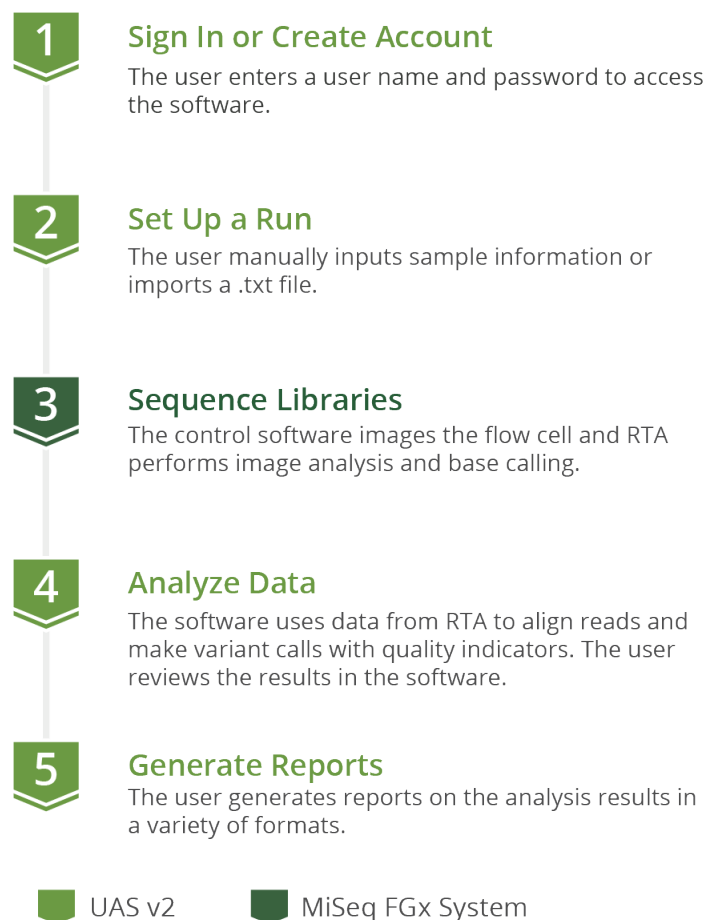 1
Sign In or Create Account
The user enters a user name and password to access
the software.
2
Set Up a Run
The user manually inputs sample information or
imports a .txt file.
3
Sequence Libraries
The control software images the flow cell and RTA
performs image analysis and base calling.
4
Analyze Data
The software uses data from RTA to align reads and
make variant calls with quality indicators. The user
reviews the results in the software.
5
Generate Reports
The user generates reports on the analysis results in
a variety of formats.
UAS v2
MiSeq FGx System